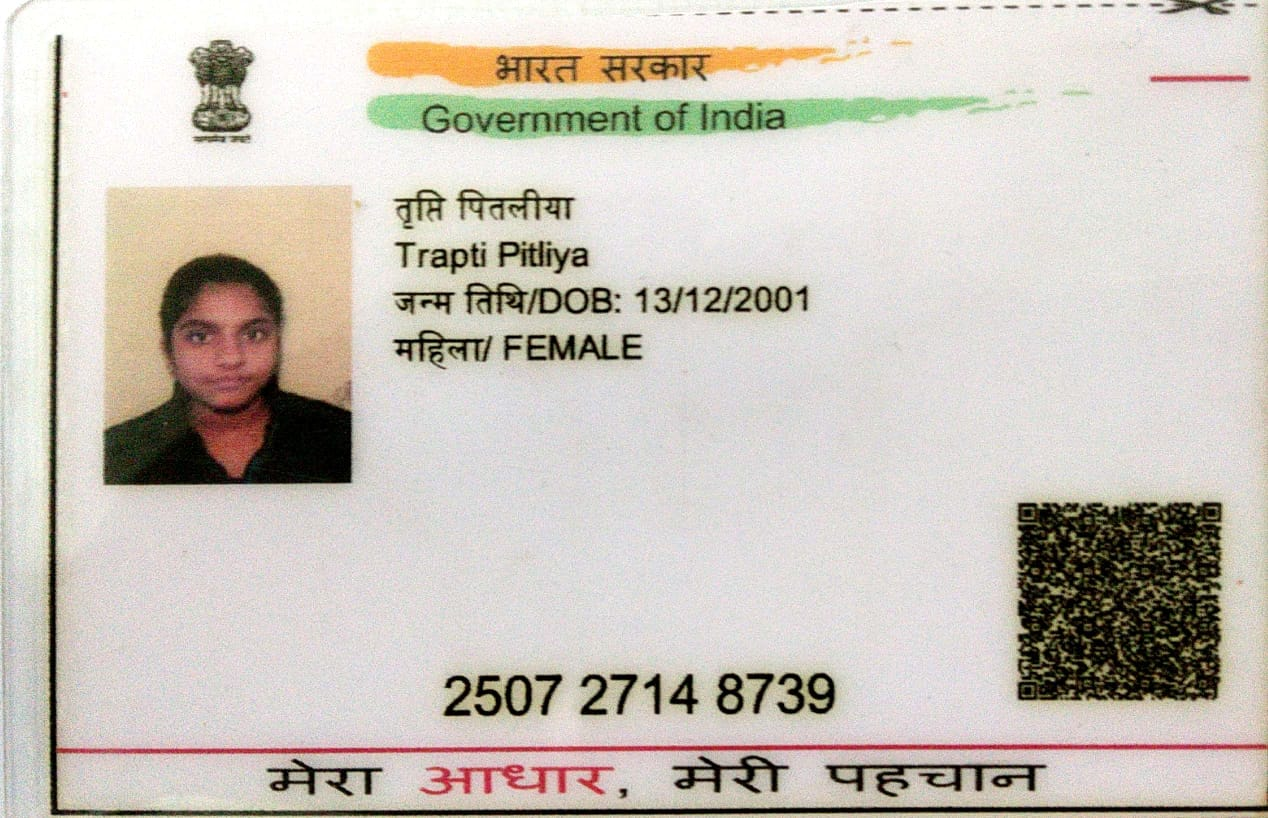 भारत सरकार
Government of India
तृप्ति पितलीया
Trapti Pitliya
जन्म तिथि/DOB: 13/12/2001
महिला/ FEMALE
2507 2714 8739
मेरा आधार, मेरी पहचान